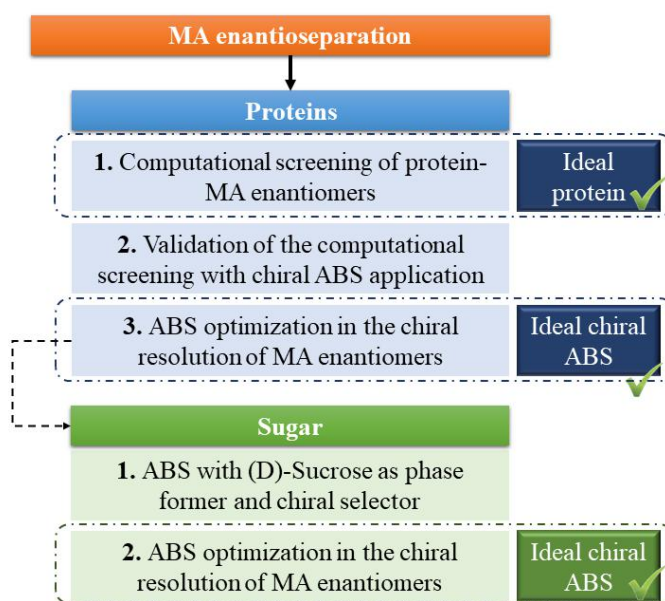 MA enantioseparation
Proteins
1. Computational screening of protein-
MA enantiomers
Ideal
protein
2. Validation of the computational
screening with chiral ABS application
3. ABS optimization in the chiral
resolution of MA enantiomers
Ideal chiral
ABS
Sugar
1. ABS with (D)-Sucrose as phase
former and chiral selector
2. ABS optimization in the chiral
resolution of MA enantiomers
Ideal chiral
ABS